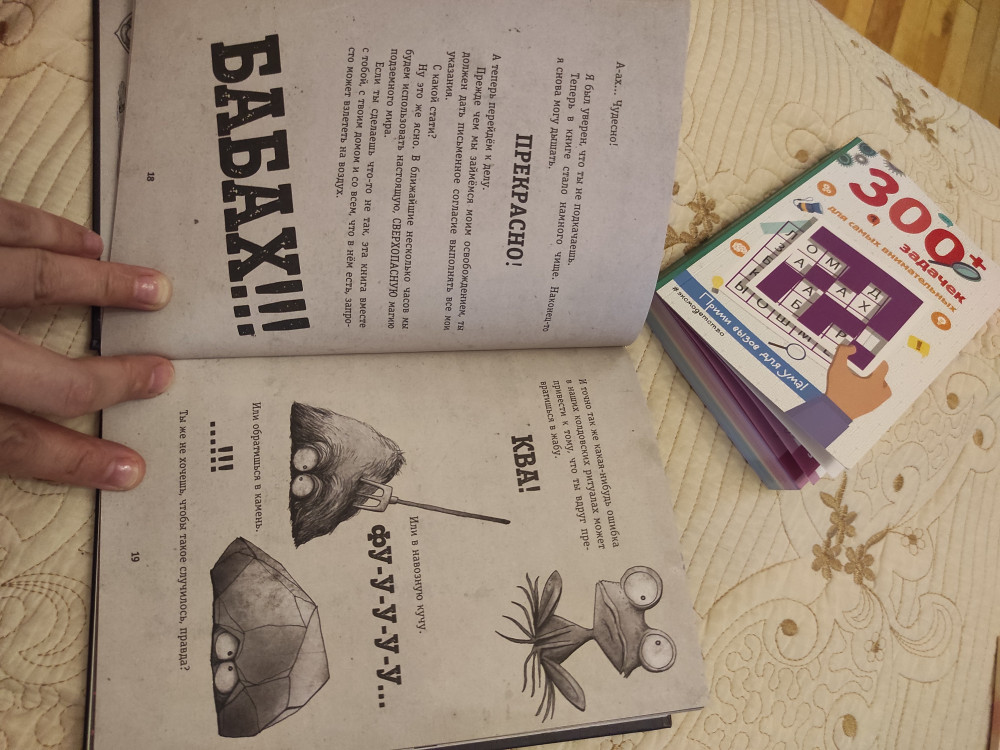 А-ах... Чудесно!
Я был уверен, что ты не подкачаешь.
Теперь в книге стало намного чище. Наконец-то
я снова могу дышать.
ПРЕКРАСНО!
А теперь перейдём к делу.
Прежде чем мы займёмся моим освобождением, ты
должен дать письменное согласие выполнять все мои
указания.
С какой стати?
Ну это же ясно. В ближайшие несколько часов мы
будем использовать настоящую, СВЕРХОПАСНУЮ магию
подземного мира.
Если ты сделаешь что-то не так, эта книга вместе
с тобой, с твоим домом и со всем, что в нём есть, запро-
сто может взлететь на воздух.
БАБАХ!!!
18
И точно так же какая-нибудь ошибка
в наших колдовских ритуалах может
привести к тому, что ты вдруг пре-
вратишься в жабу.
КВА!
Или в навозную кучу.
ФУ-У-У-У-У...
Или обратишься в камень.
...!!!
Ты же не хочешь, чтобы такое случилось, правда?
19
300+
задачек
для самых внимательных
Прими вызов для ума!
#экмодетство